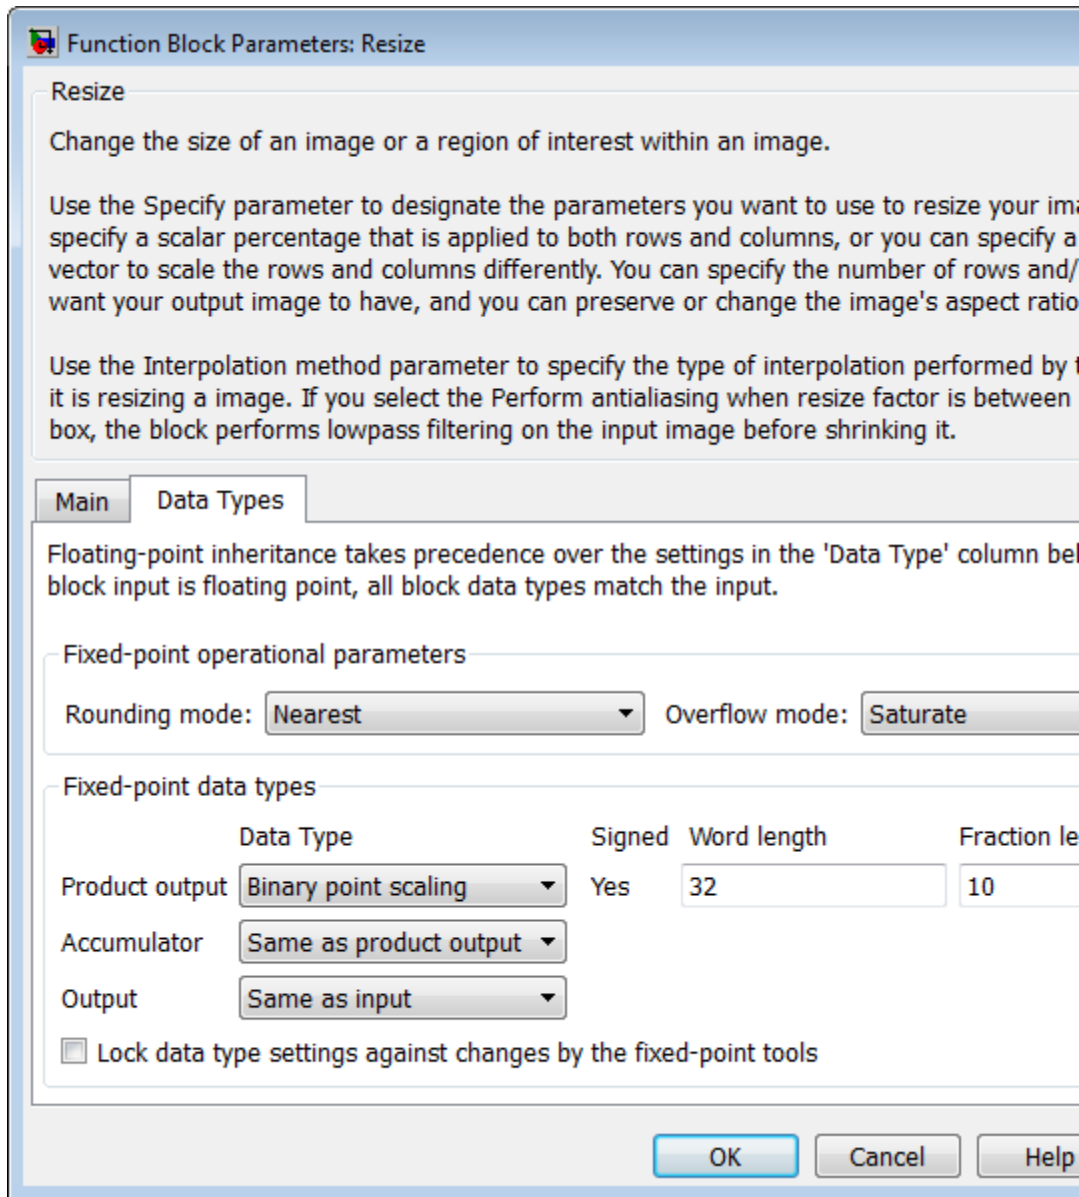 Function Block Parameters: Resize
Resize
Change the size of an image or a region of interest within an image.
Use the Specify parameter to designate the parameters you want to use to resize your ima
specify a scalar percentage that is applied to both rows and columns, or you can specify a
vector to scale the rows and columns differently. You can specify the number of rows and/
want your output image to have, and you can preserve or change the image's aspect ratio
Use the Interpolation method parameter to specify the type of interpolation performed by t
it is resizing a image. If you select the Perform antialiasing when resize factor is between
box, the block performs lowpass filtering on the input image before shrinking it.
Main Data Types
Floating-point inheritance takes precedence over the settings in the 'Data Type' column bel
block input is floating point, all block data types match the input.
Fixed-point operational parameters
Rounding mode: Nearest Overflow mode: Saturate
Fixed-point data types
Data Type Signed Word length Fraction le
Product output Binary point scaling Yes 32 10
Accumulator Same as product output
Output Same as input
Lock data type settings against changes by the fixed-point tools
OK Cancel Help